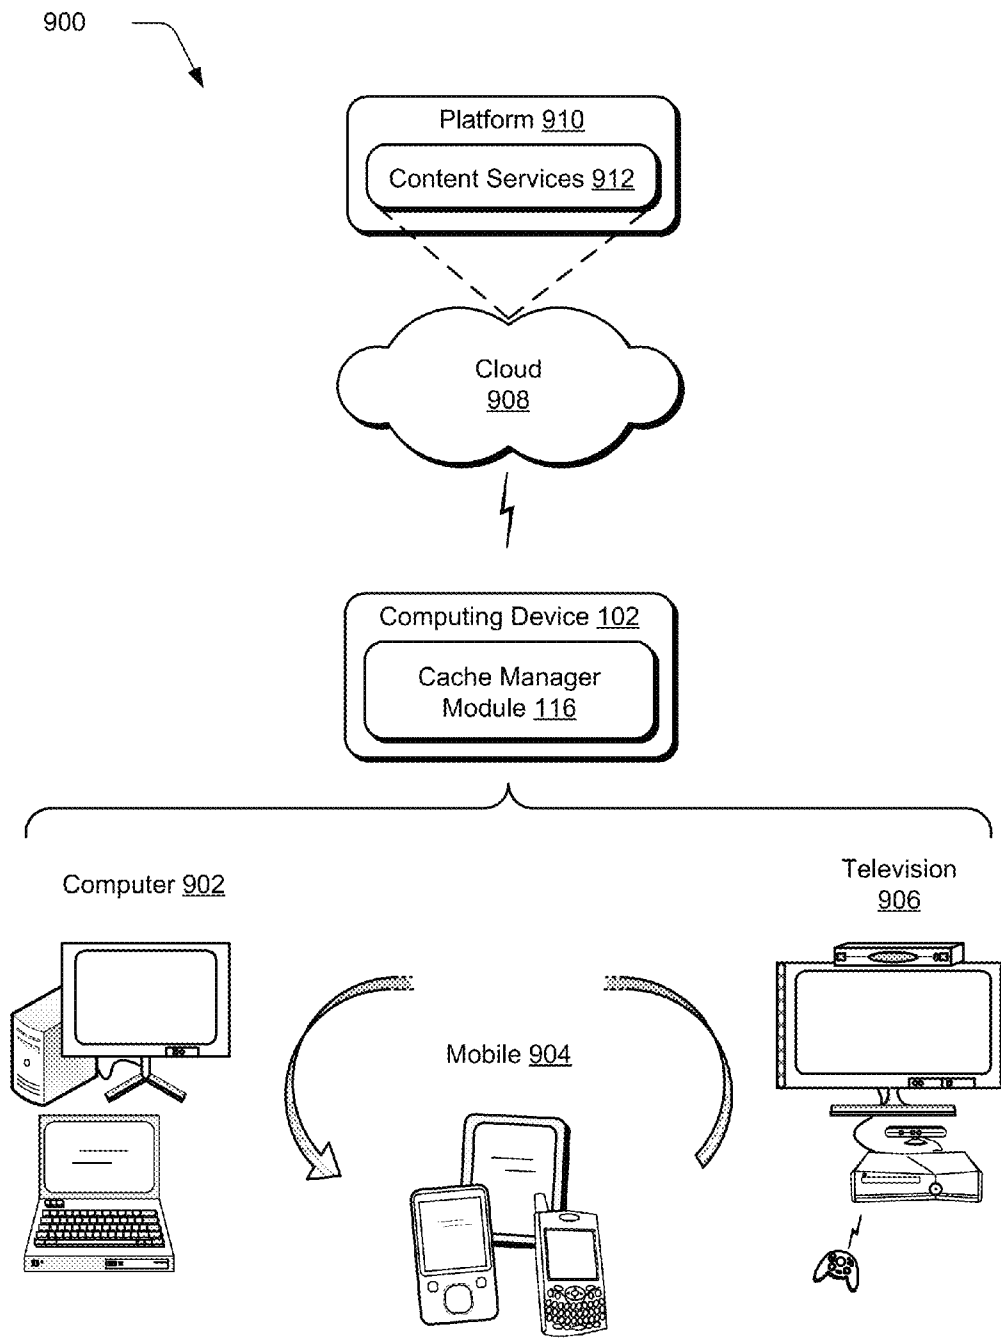 900
Platform 910
Content Services 912
Cloud
908
Computing Device 102
Cache Manager
Module 116
Computer 902
Television
906
Mobile 904